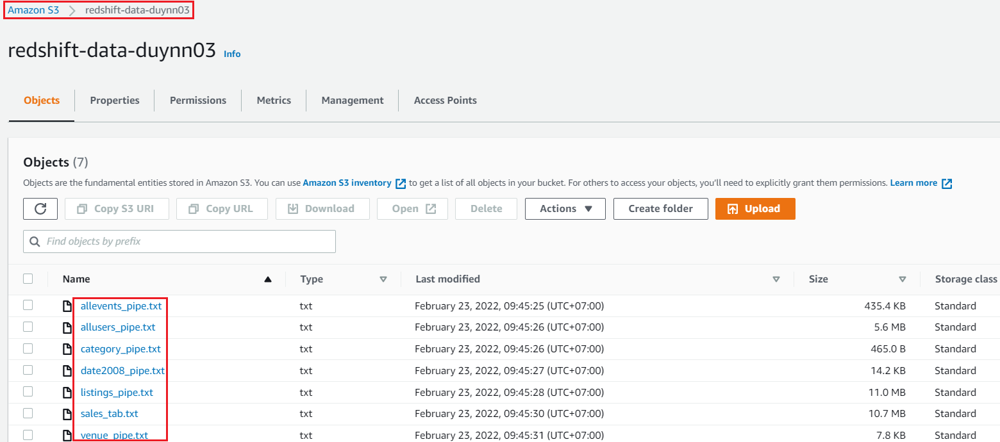 Amazon S3 > redshift-data-duynn03
redshift-data-duynn03 Info
Objects Properties Permissions Metrics Management Access Points
Objects (7)
Objects are the fundamental entities stored in Amazon S3. You can use Amazon S3 inventory to get a list of all objects in your bucket. For others to access your objects, you'll need to explicitly grant them permissions. Learn more
Copy S3 URI Copy URL Download Open Delete Actions Create folder Upload
Find objects by prefix
Name Type Last modified Size Storage class
allevents_pipe.txt txt February 23, 2022, 09:45:25 (UTC+07:00) 435.4 KB Standard
allusers_pipe.txt txt February 23, 2022, 09:45:26 (UTC+07:00) 5.6 MB Standard
category_pipe.txt txt February 23, 2022, 09:45:26 (UTC+07:00) 465.0 B Standard
date2008_pipe.txt txt February 23, 2022, 09:45:27 (UTC+07:00) 14.2 KB Standard
listings_pipe.txt txt February 23, 2022, 09:45:28 (UTC+07:00) 11.0 MB Standard
sales_tab.txt txt February 23, 2022, 09:45:30 (UTC+07:00) 10.7 MB Standard
venue_pipe.txt txt February 23, 2022, 09:45:31 (UTC+07:00) 7.8 KB Standard